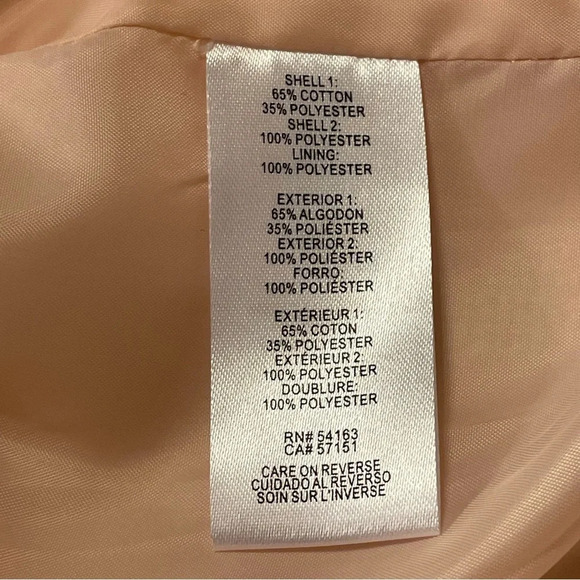 SHELL 1:
65% COTTON
35% POLYESTER
SHELL 2:
100% POLYESTER
LINING:
100% POLYESTER
EXTERIOR 1:
65% ALGODON
35% POLIÉSTER
EXTERIOR 2:
100% POLIÉSTER
FORRO:
100% POLIÉSTER
EXTÉRIEUR 1:
65% COTON
35% POLYESTER
EXTÉRIEUR 2:
100% POLYESTER
DOUBLURE:
100% POLYESTER
RN# 54163
CA# 57151
CARE ON REVERSE
CUIDADO AL REVERSO
SOIN SUR L'INVERSE